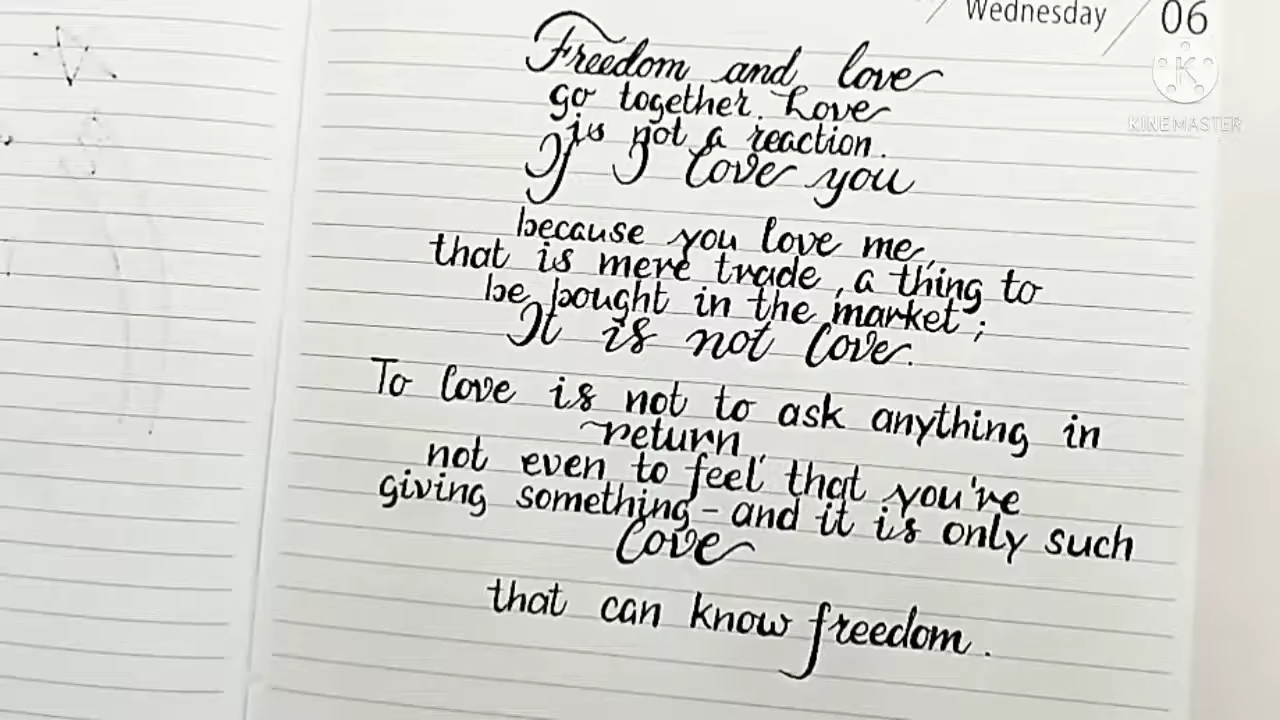 Wednesday / 06
KINEMASTER
Freedom and love
go together. Love
is not a reaction.
If I love you
because you love me,
that is mere trade, a thing to
be bought in the market;
It is not love.
To love is not to ask anything in
return,
not even to feel that you're
giving something - and it is only such
love
that can know freedom.